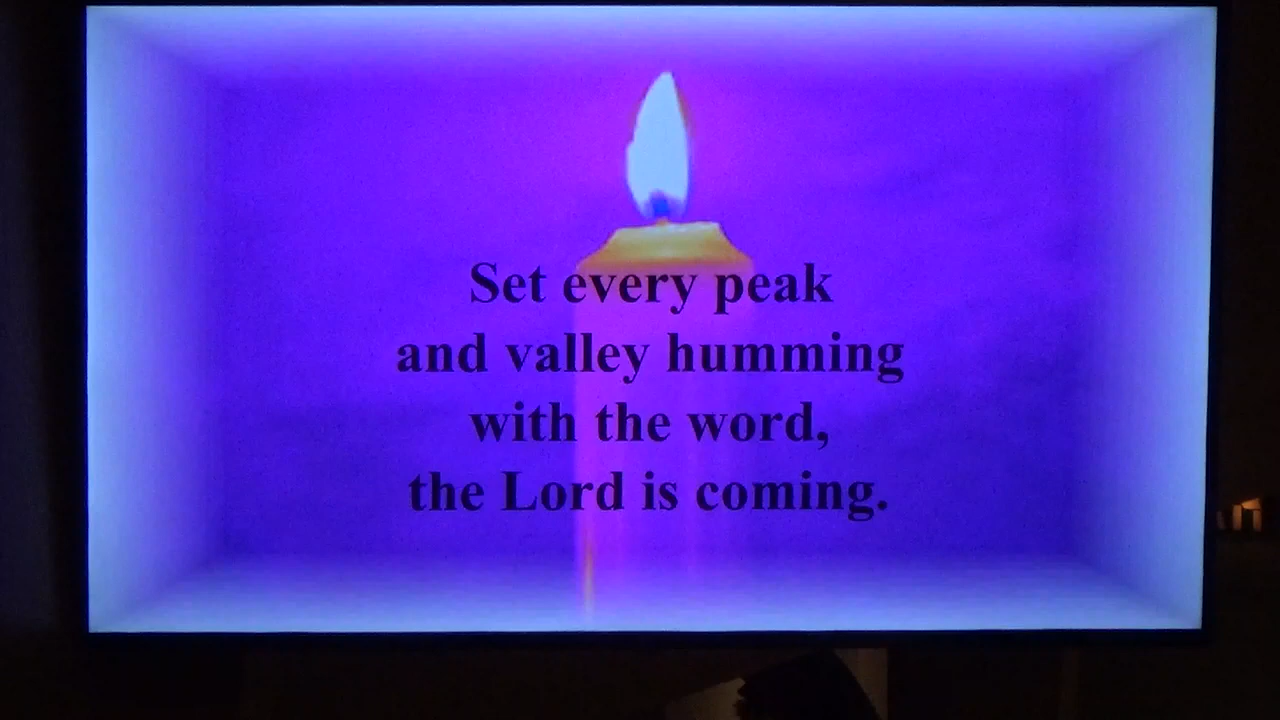 Set every peak
and valley humming
with the word,
the Lord is coming.